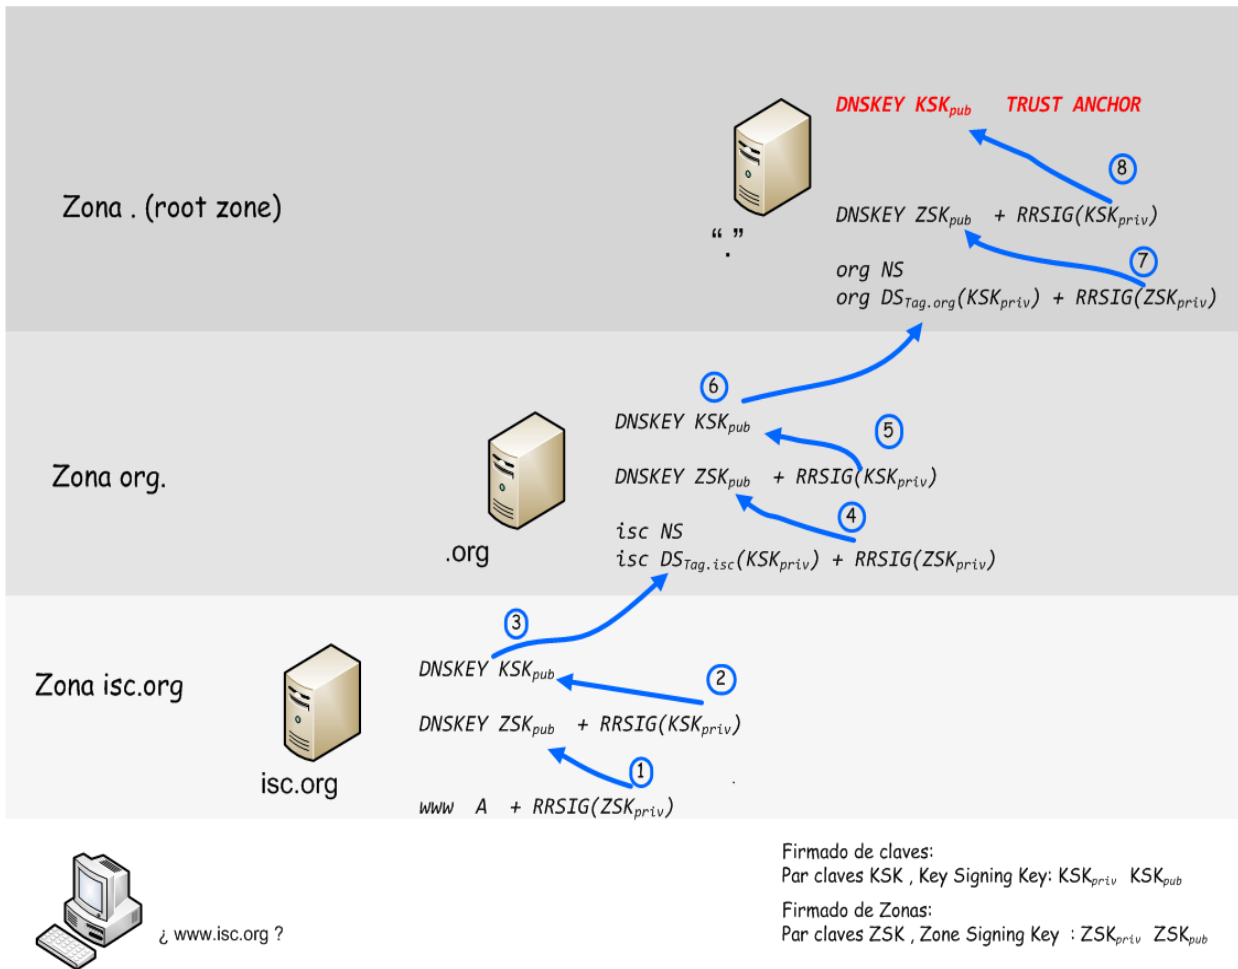 DNSKEY KSKpub TRUST ANCHOR
8
Zona . (root zone)
DNSKEY ZSKpub + RRSIG(KSKpriv)
“.”
7
org NS
org DSTag.org(KSKpriv) + RRSIG(ZSKpriv)
6
DNSKEY KSKpub
5
Zona org.
DNSKEY ZSKpub + RRSIG(KSKpriv)
4
isc NS
.org
isc DSTag.isc(KSKpriv) + RRSIG(ZSKpriv)
3
DNSKEY KSKpub
2
Zona isc.org
DNSKEY ZSKpub + RRSIG(KSKpriv)
1
isc.org
www A + RRSIG(ZSKpriv)
¿ www.isc.org ?
Firmado de claves:
Par claves KSK , Key Signing Key: KSKpriv KSKpub
Firmado de Zonas:
Par claves ZSK , Zone Signing Key : ZSKpriv ZSKpub